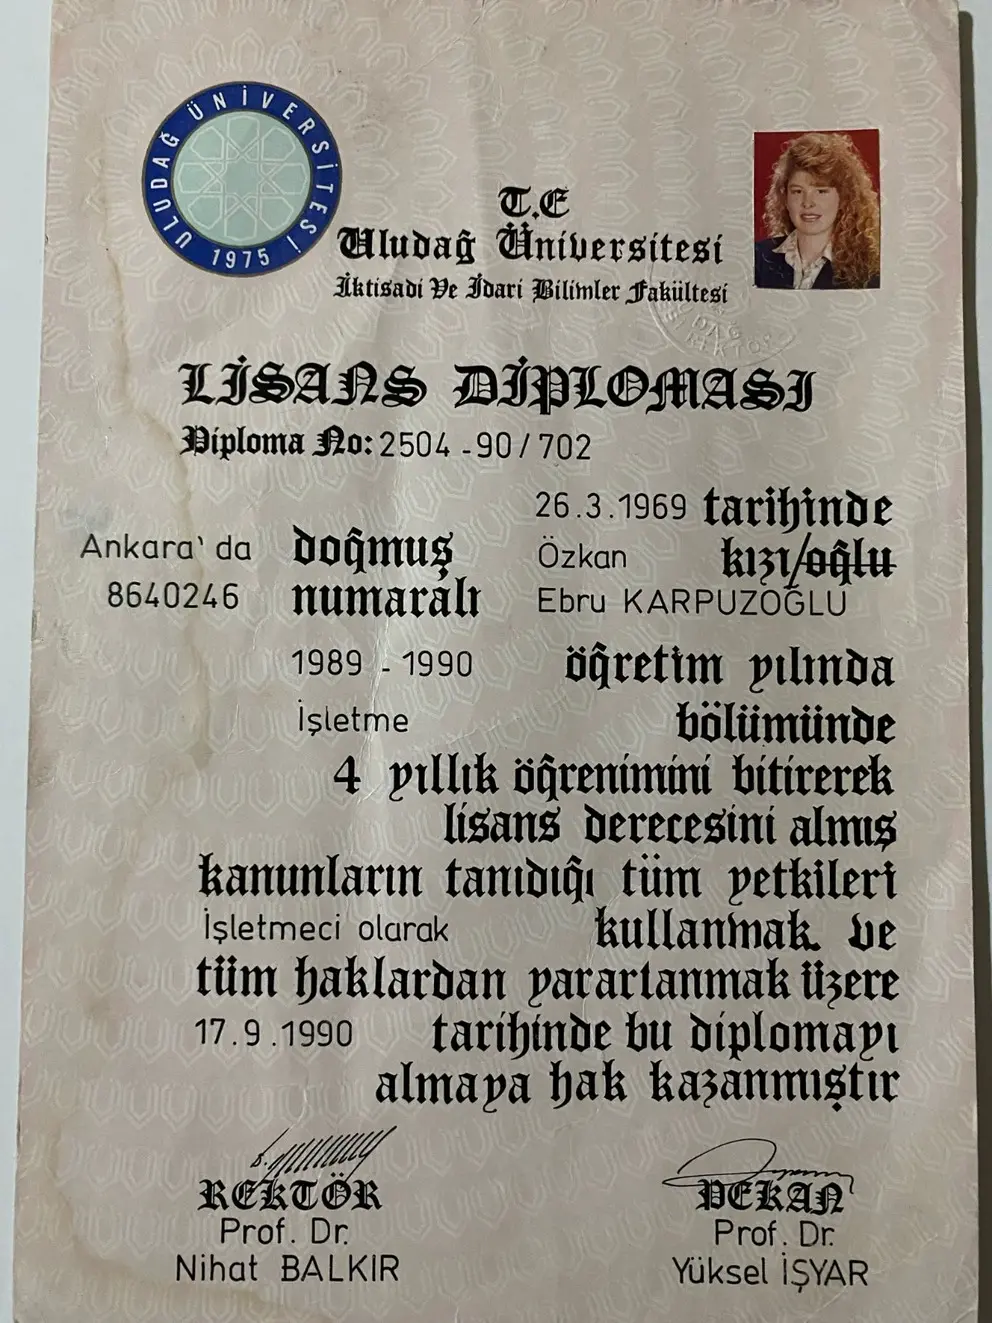 ULUDAĞ ÜNİVERSİTESİ
1975
T.C
Uludağ Üniversitesi
İktisadi Ve İdari Bilimler Fakültesi
LİSANS DİPLOMASI
Diploma No: 2504-90/702
26.3.1969 tarihinde
Ankara'da doğmuş Özkan kızı/oğlu
8640246 numaralı Ebru KARPUZOĞLU
1989-1990 öğretim yılında
İşletme bölümünde
4 yıllık öğrenimini bitirerek
lisans derecesini almış
kanunların tanıdığı tüm yetkileri
İşletmeci olarak kullanmak ve
tüm haklardan yararlanmak üzere
17.9.1990 tarihinde bu diplomayı
almaya hak kazanmıştır
REKTÖR
Prof. Dr.
Nihat BALKIR
DEKAN
Prof. Dr.
Yüksel İŞYAR